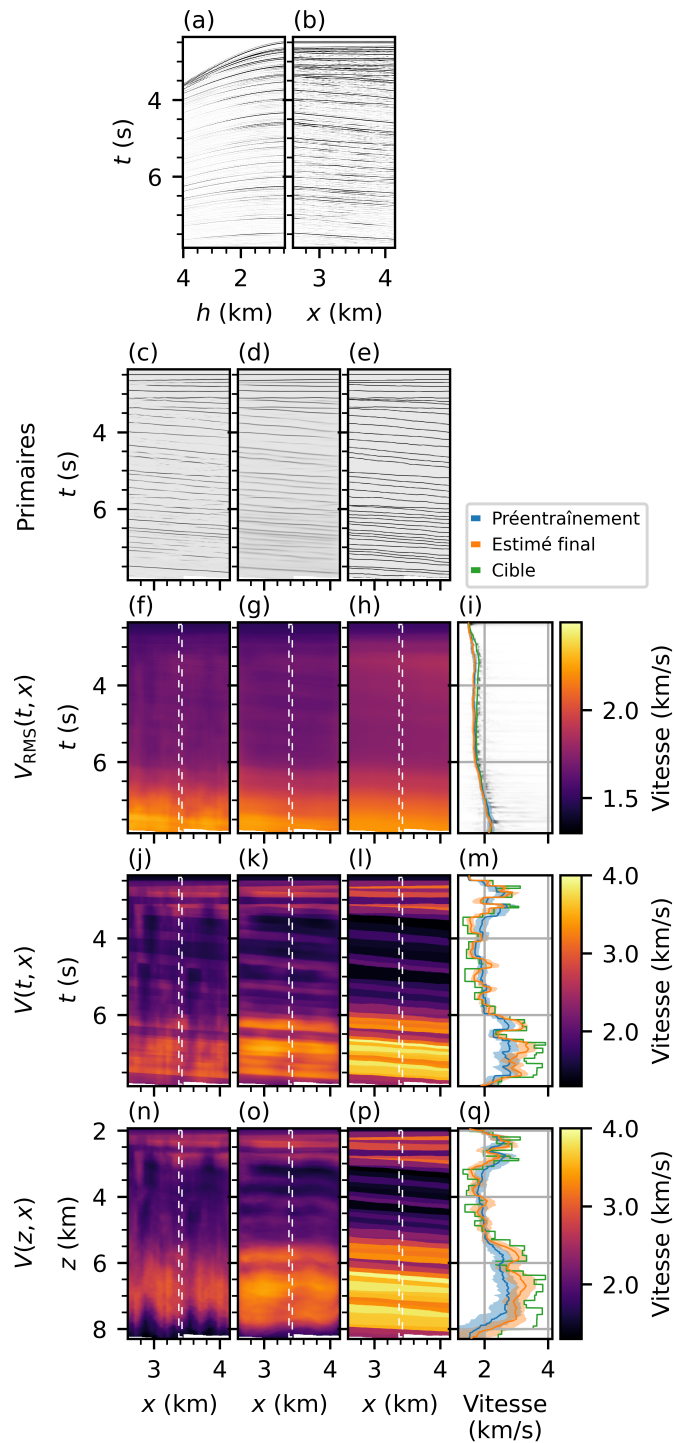 (a) (b)
4
6
t (s)
4 2 3 4
h (km) x (km)
(c) (d) (e)
Primaires
t (s)
4
6
Préentraînement
Estimé final
Cible
(f) (g) (h) (i)
V_RMS(t, x)
t (s)
4
6
2.0
1.5
Vitesse (km/s)
(j) (k) (l) (m)
V(t, x)
t (s)
4
6
4.0
3.0
2.0
Vitesse (km/s)
(n) (o) (p) (q)
V(z, x)
z (km)
2
4
6
8
4.0
3.0
2.0
Vitesse (km/s)
3 4 3 4 3 4 2 4
x (km) x (km) x (km) Vitesse
(km/s)